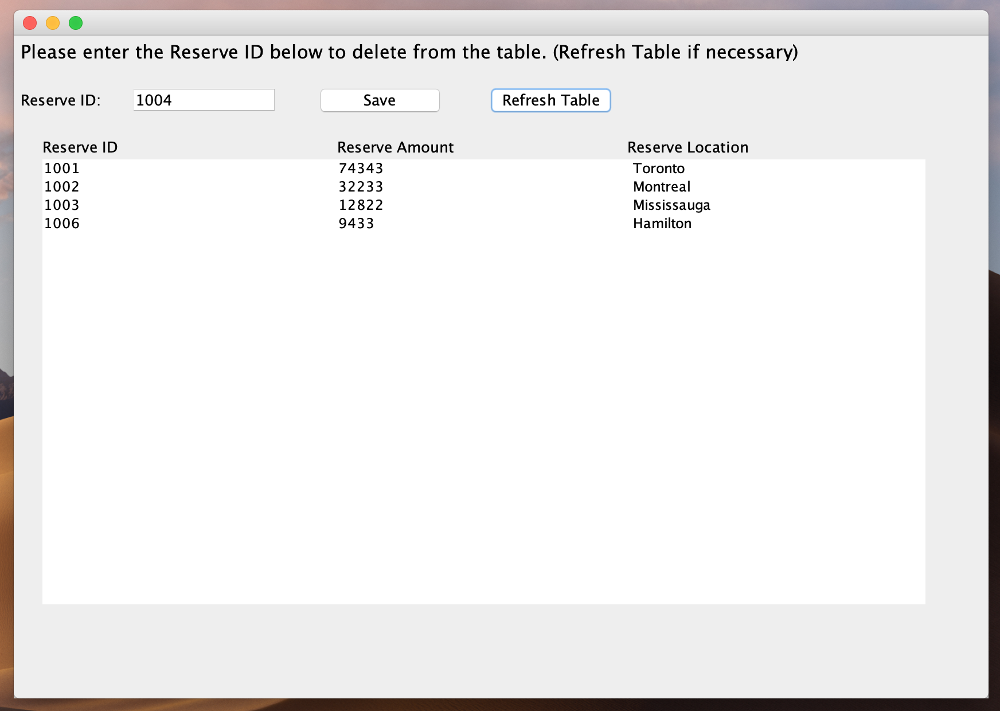 Please enter the Reserve ID below to delete from the table. (Refresh Table if necessary)
Reserve ID: 1004 Save Refresh Table
Reserve ID Reserve Amount Reserve Location
1001 74343 Toronto
1002 32233 Montreal
1003 12822 Mississauga
1006 9433 Hamilton